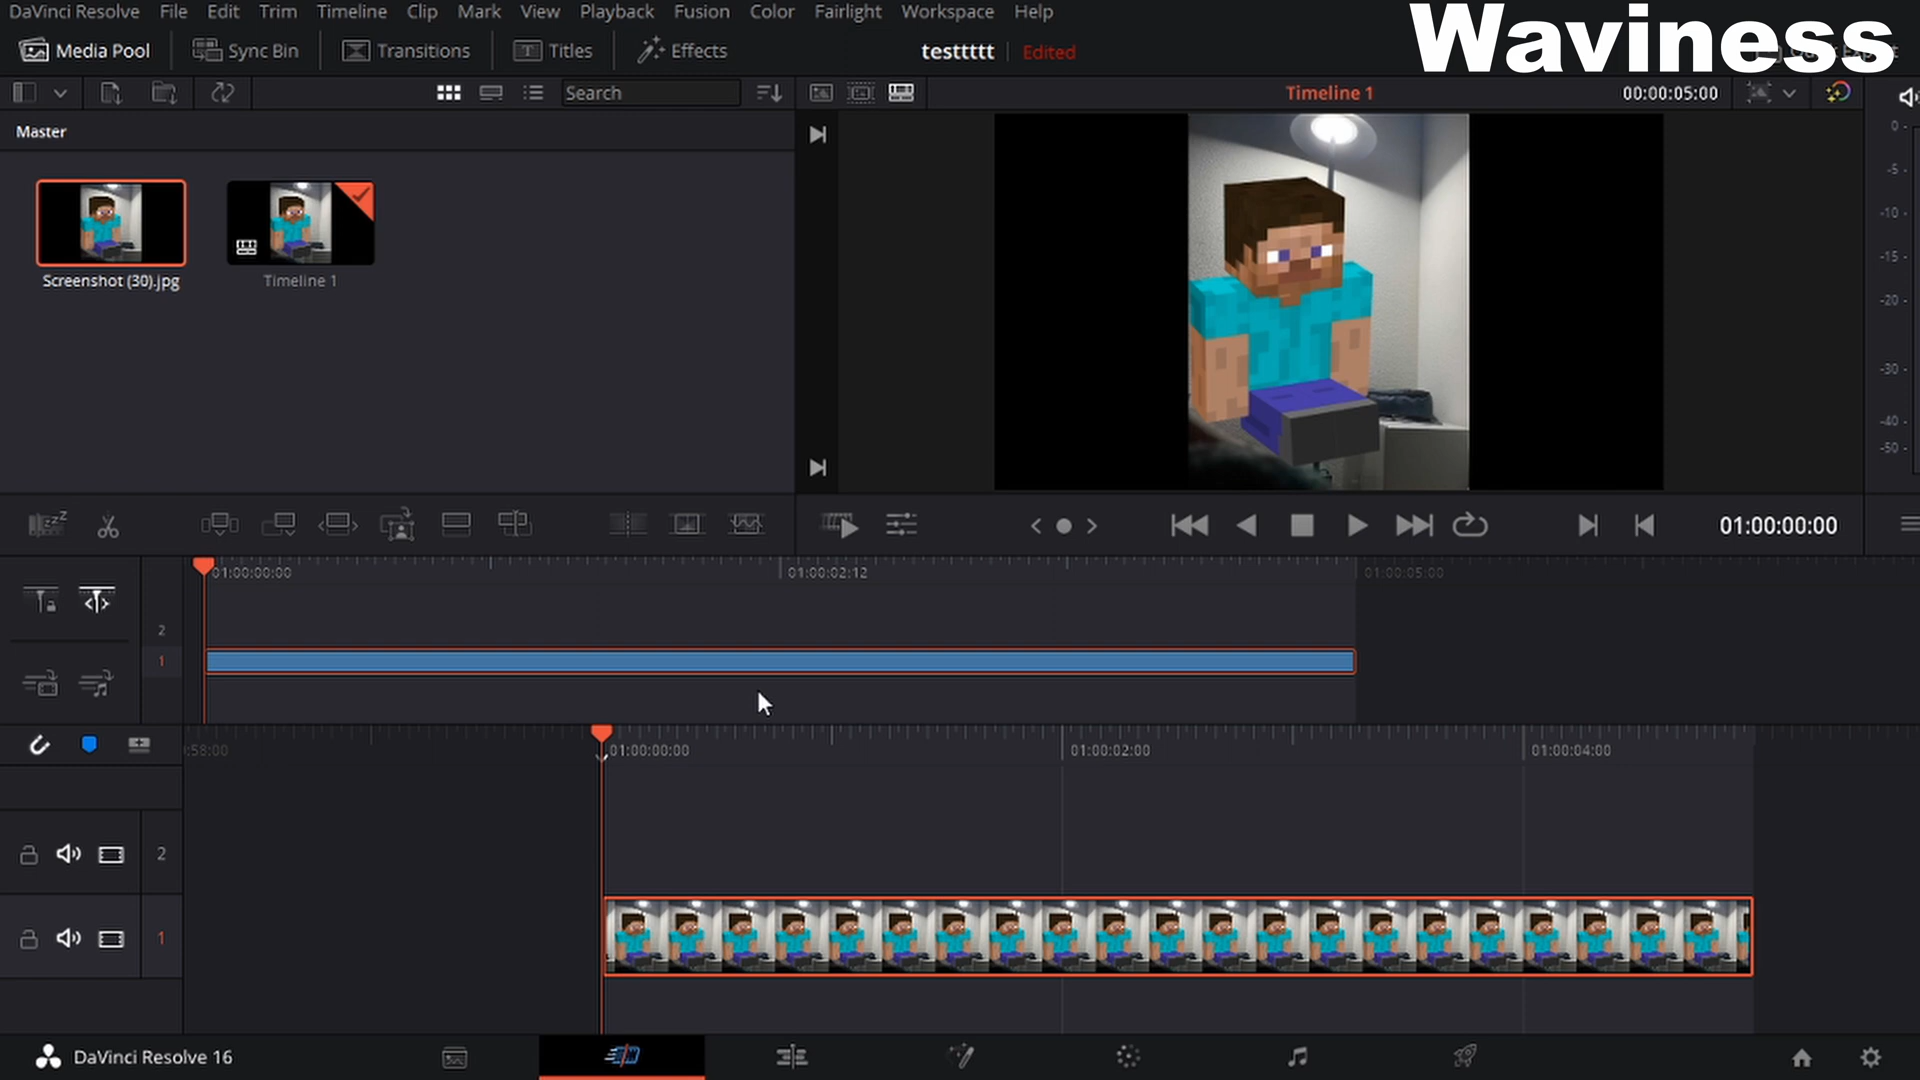 DaVinci Resolve File Edit Trim Timeline Clip Mark View Playback Fusion Color Fairlight Workspace Help
Waviness
Media Pool Sync Bin Transitions Titles Effects testtttt Edited
Search Timeline 1 00:00:05:00
Master
Screenshot (30).jpg Timeline 1
0 -
-5 -
-10 -
-15 -
-20 -
-30 -
-40 -
-50 -
01:00:00:00
01:00:00:00 01:00:02:12 01:00:05:00
2
1
:58:00 01:00:00:00 01:00:02:00 01:00:04:00
2
1
DaVinci Resolve 16